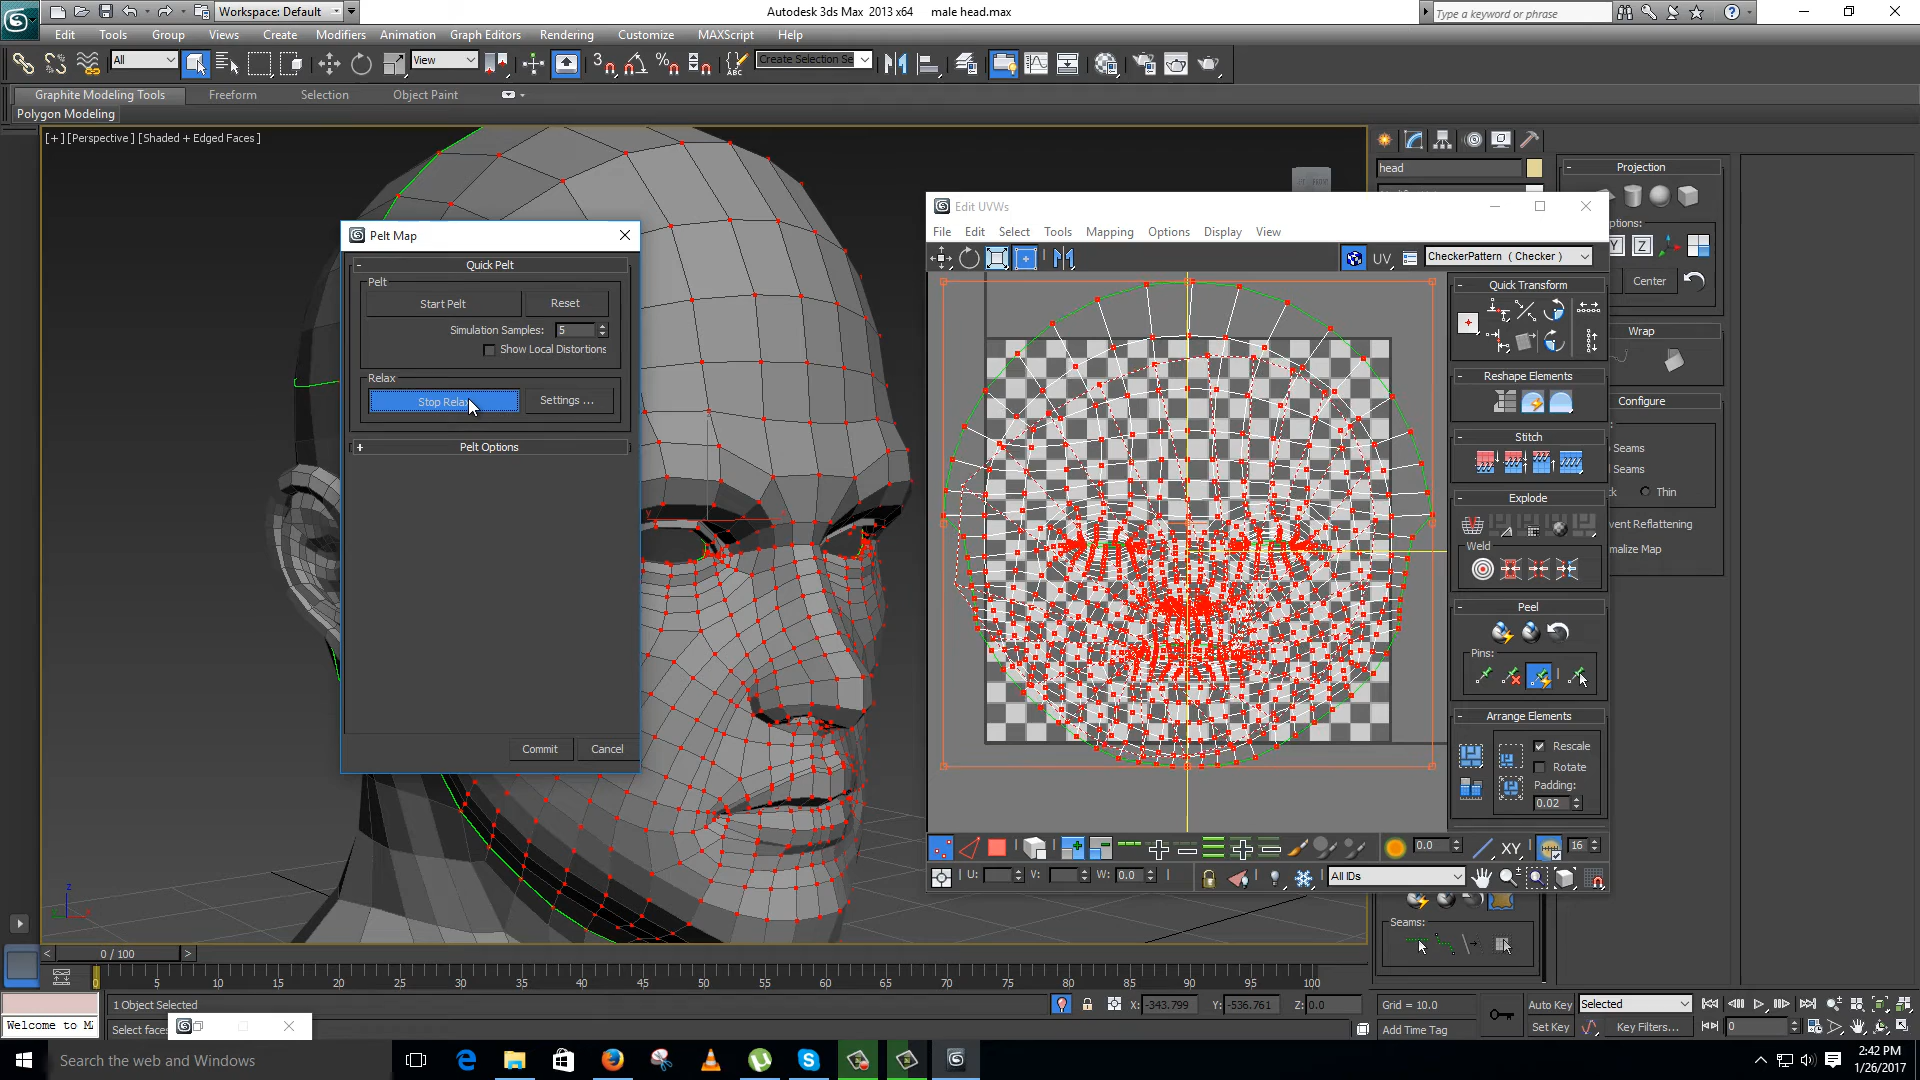 Workspace: Default
Autodesk 3ds Max 2013 x64 male head.max
Type a keyword or phrase
Edit Tools Group Views Create Modifiers Animation Graph Editors Rendering Customize MAXScript Help
All
View
Create Selection Se
Graphite Modeling Tools Freeform Selection Object Paint
Polygon Modeling
[ + ] [Perspective ] [Shaded + Edged Faces ]
head
Projection
Pelt Map
Quick Pelt
Pelt
Start Pelt Reset
Simulation Samples: 5
Show Local Distortions
Relax
Settings ...
Pelt Options
Commit Cancel
Edit UVWs
File Edit Select Tools Mapping Options Display View
UV
CheckerPattern ( Checker )
Quick Transform
Reshape Elements
Stitch
Explode
Weld
Peel
Pins:
Arrange Elements
Rescale
Rotate
Padding:
0.02
ptions:
Y Z
Center
Wrap
Configure
Seams
Seams
ck Thin
vent Reflattening
malize Map
0.0 XY 16
U: V: W: 0.0
All IDs
Seams:
0 / 100
0 5 10 15 20 25 30 35 40 45 50 55 60 65 70 75 80 85 90 95 100
1 Object Selected
X: -343.799 Y: -536.761 Z: 0.0
Grid = 10.0
Auto Key Selected
Welcome to M
Select faces
Add Time Tag
Set Key Key Filters... 0
Search the web and Windows
2:42 PM
1/26/2017